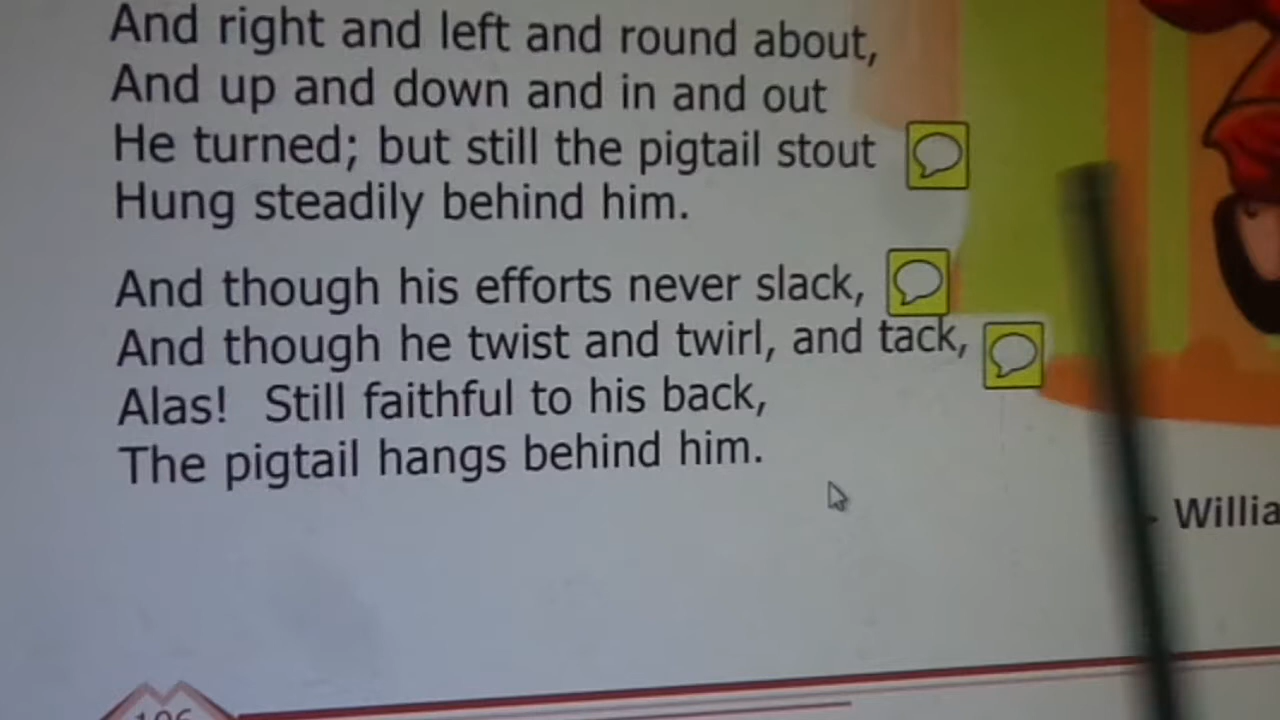 And right and left and round about,
And up and down and in and out
He turned; but still the pigtail stout
Hung steadily behind him.
And though his efforts never slack,
And though he twist and twirl, and tack,
Alas! Still faithful to his back,
The pigtail hangs behind him.
- Willia
106